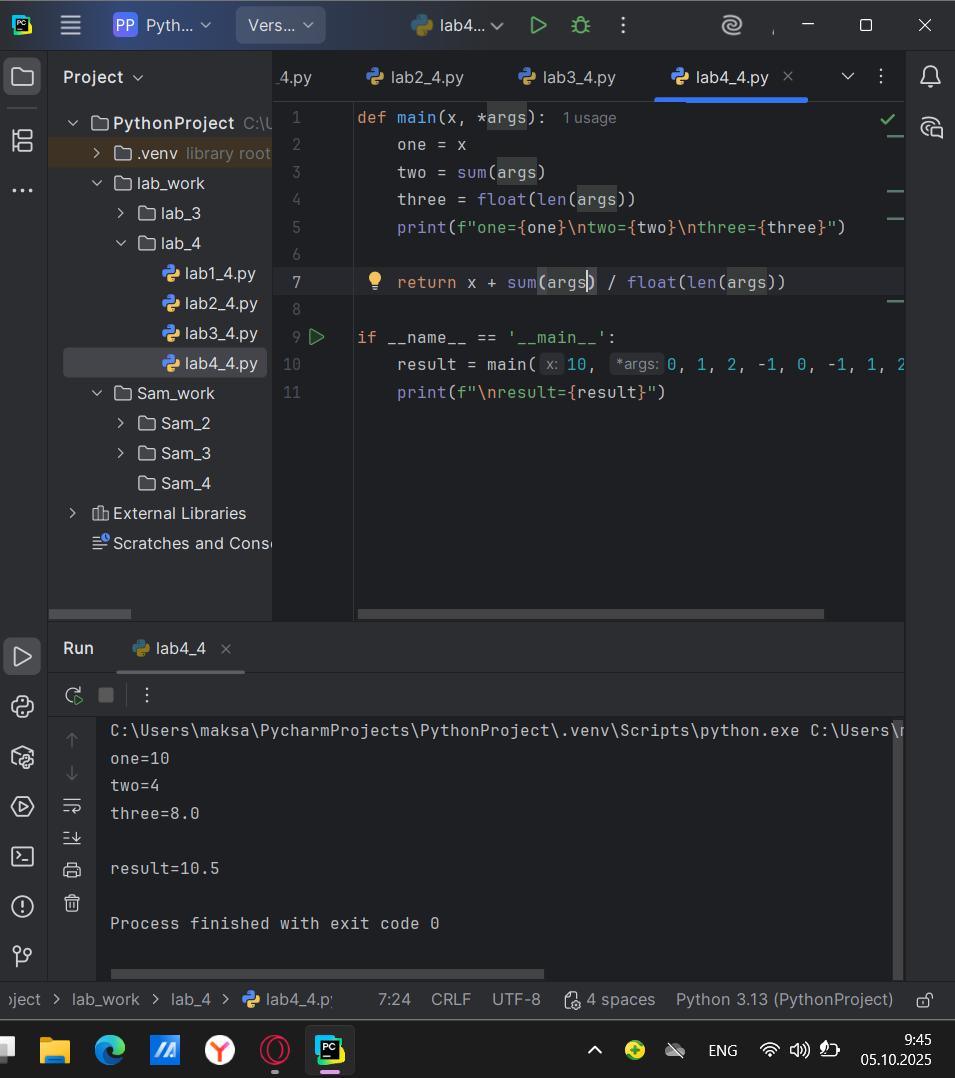 PC
PP Pyth...
Vers...
lab4...
Project
_4.py
lab2_4.py
lab3_4.py
lab4_4.py
PythonProject C:\U
.venv library root
lab_work
lab_3
lab_4
lab1_4.py
lab2_4.py
lab3_4.py
lab4_4.py
Sam_work
Sam_2
Sam_3
Sam_4
External Libraries
Scratches and Conso
1 def main(x, *args): 1 usage
2 one = x
3 two = sum(args)
4 three = float(len(args))
5 print(f"one={one}\ntwo={two}\nthree={three}")
6
7 return x + sum(args) / float(len(args))
8
9 if __name__ == '__main__':
10 result = main( x: 10, *args: 0, 1, 2, -1, 0, -1, 1, 2
11 print(f"\nresult={result}")
Run
lab4_4
C:\Users\maksa\PycharmProjects\PythonProject\.venv\Scripts\python.exe C:\Users\
one=10
two=4
three=8.0
result=10.5
Process finished with exit code 0
oject > lab_work > lab_4 > lab4_4.py
7:24 CRLF UTF-8 4 spaces Python 3.13 (PythonProject)
PC
ENG
9:45
05.10.2025